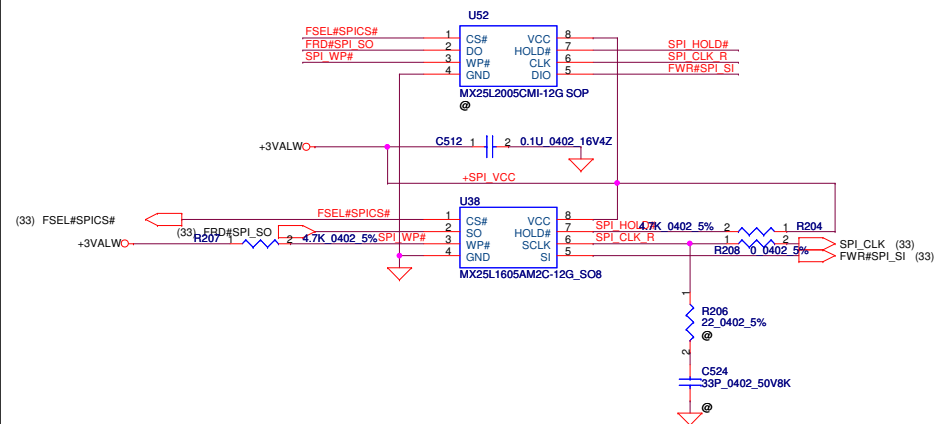 U52
FSEL#SPICS# 1 CS# VCC 8
FRD#SPI_SO 2 DO HOLD# 7 SPI_HOLD#
SPI_WP# 3 WP# CLK 6 SPI_CLK_R
4 GND DIO 5 FWR#SPI_SI
MX25L2005CMI-12G SOP
@
+3VALW C512 1 2 0.1U_0402_16V4Z
+SPI_VCC
U38
(33) FSEL#SPICS# FSEL#SPICS# 1 CS# VCC 8
(33) FRD#SPI_SO 2 SO HOLD# 7 SPI_HOLD# 4.7K_0402_5% 2 1 R204
+3VALW R207 1 2 4.7K_0402_5% SPI_WP# 3 WP# SCLK 6 SPI_CLK_R 1 2 SPI_CLK (33)
4 GND SI 5 R208 0_0402_5% FWR#SPI_SI (33)
MX25L1605AM2C-12G_SO8
1
R206
22_0402_5%
@
2
C524
33P_0402_50V8K
@